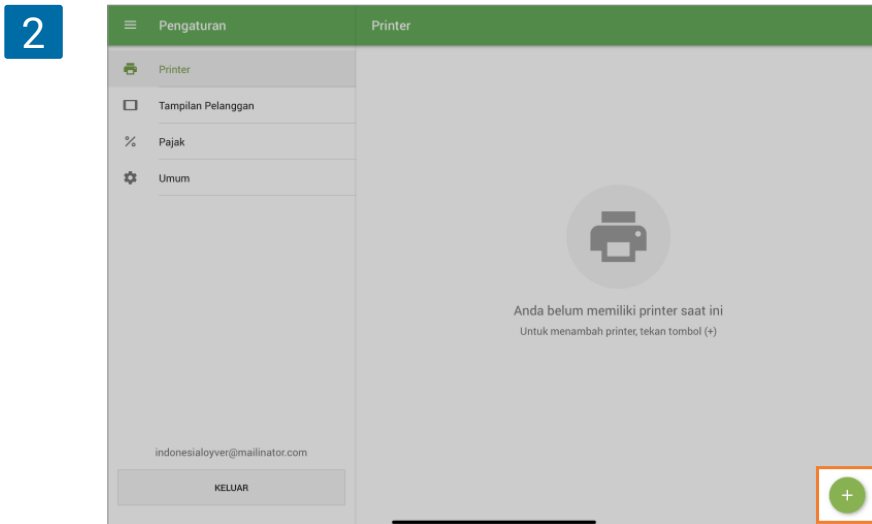 2
Pengaturan
Printer
Printer
Tampilan Pelanggan
Pajak
Umum
Anda belum memiliki printer saat ini
Untuk menambah printer, tekan tombol (+)
indonesialoyver@mailinator.com
KELUAR
+